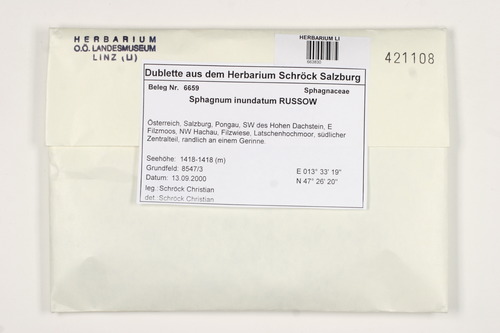 HERBARIUM
O.Ö. LANDESMUSEUM
LINZ (LI)
HERBARIUM LI
421108
Dublette aus dem Herbarium Schröck Salzburg
Beleg Nr. 6659 Sphagnaceae
Sphagnum inundatum RUSSOW
Österreich, Salzburg, Pongau, SW des Hohen Dachstein, E
Filzmoos, NW Hachau, Filzwiese, Latschenhochmoor, südlicher
Zentralteil, randlich an einem Gerinne.
Seehöhe: 1418-1418 (m)
Grundfeld: 8547/3 E 013° 33' 19"
Datum: 13.09.2000 N 47° 26' 20"
leg. Schröck Christian
det. Schröck Christian